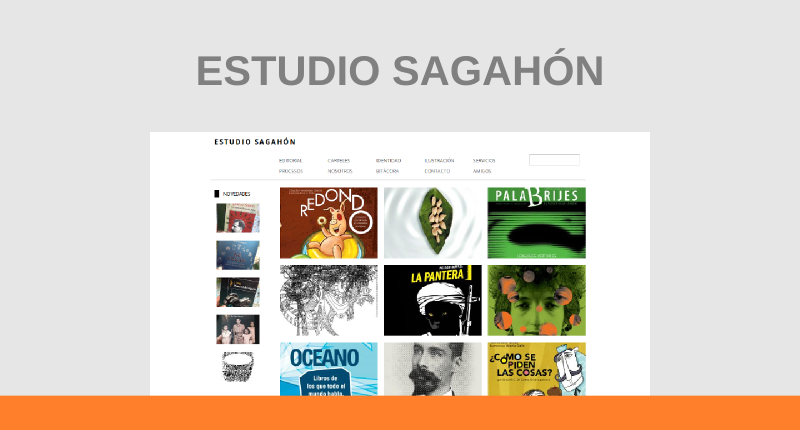 ESTUDIO SAGAHÓN
ESTUDIO SAGAHÓN
EDITORIAL CARTELES IDENTIDAD ILUSTRACIÓN SERVICIOS
PROCESOS NOSOTROS BITÁCORA CONTACTO AMIGOS
NOVEDADES
REDONDO
PALABRIJES
LA PANTERA
OCEANO
Libros de
los que todo el
mundo habla
¿CÓMO SE
PIDEN
LAS COSAS?